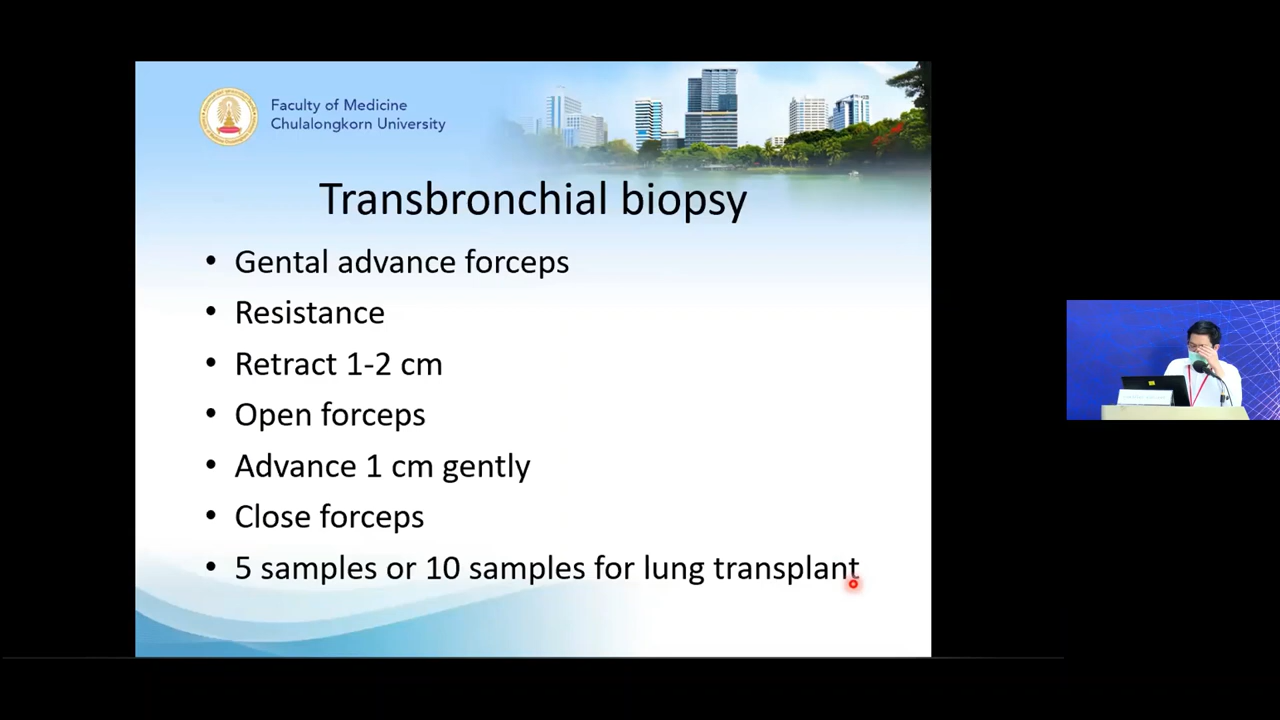 Faculty of Medicine
Chulalongkorn University
Transbronchial biopsy
• Gental advance forceps
• Resistance
• Retract 1-2 cm
• Open forceps
• Advance 1 cm gently
• Close forceps
• 5 samples or 10 samples for lung transplant